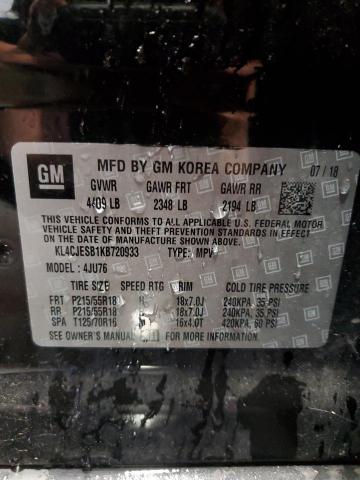 GM MFD BY GM KOREA COMPANY 07/18
GVWR GAWR FRT GAWR RR
4409 LB 2348 LB 2194 LB
THIS VEHICLE CONFORMS TO ALL APPLICABLE U.S. FEDERAL MOTOR
VEHICLE SAFETY AND THEFT PREVENTION STANDARDS IN EFFECT ON
THE DATE OF MANUFACTURE SHOWN ABOVE.
KL4CJESB1KB720933 TYPE: MPV
MODEL: 4JU76
TIRE SIZE SPEED RTG RIM COLD TIRE PRESSURE
FRT P215/55R18 H 18x7.0J 240KPA, 35 PSI
RR P215/55R18 18x7.0J 240KPA, 35 PSI
SPA T125/70R16 16x4.0T 420KPA, 60 PSI
SEE OWNER'S MANUAL FOR ADDITIONAL INFORMATION.